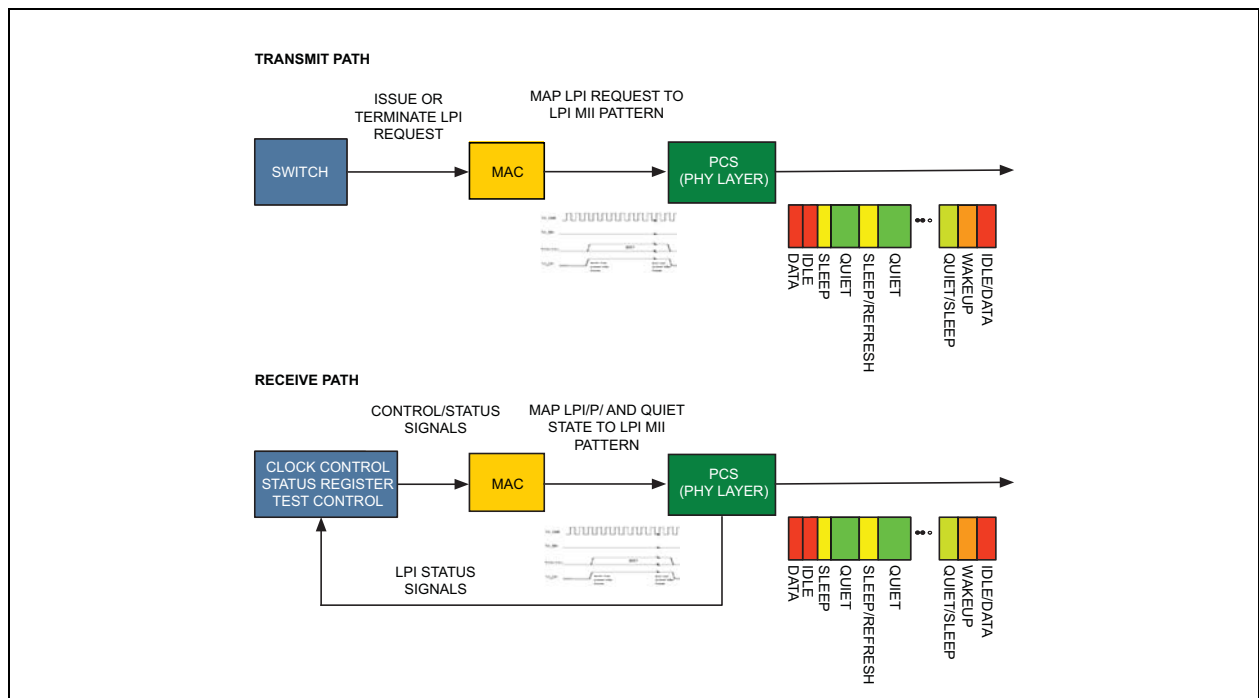 TRANSMIT PATH
ISSUE OR
TERMINATE LPI
REQUEST
MAP LPI REQUEST TO
LPI MII PATTERN
SWITCH
MAC
PCS
(PHY LAYER)
DATA
IDLE
SLEEP
QUIET
SLEEP/REFRESH
QUIET
QUIET/SLEEP
WAKEUP
IDLE/DATA
RECEIVE PATH
CONTROL/STATUS
SIGNALS
MAP LPI/P/ AND QUIET
STATE TO LPI MII
PATTERN
CLOCK CONTROL
STATUS REGISTER
TEST CONTROL
MAC
PCS
(PHY LAYER)
LPI STATUS
SIGNALS
DATA
IDLE
SLEEP
QUIET
SLEEP/REFRESH
QUIET
QUIET/SLEEP
WAKEUP
IDLE/DATA